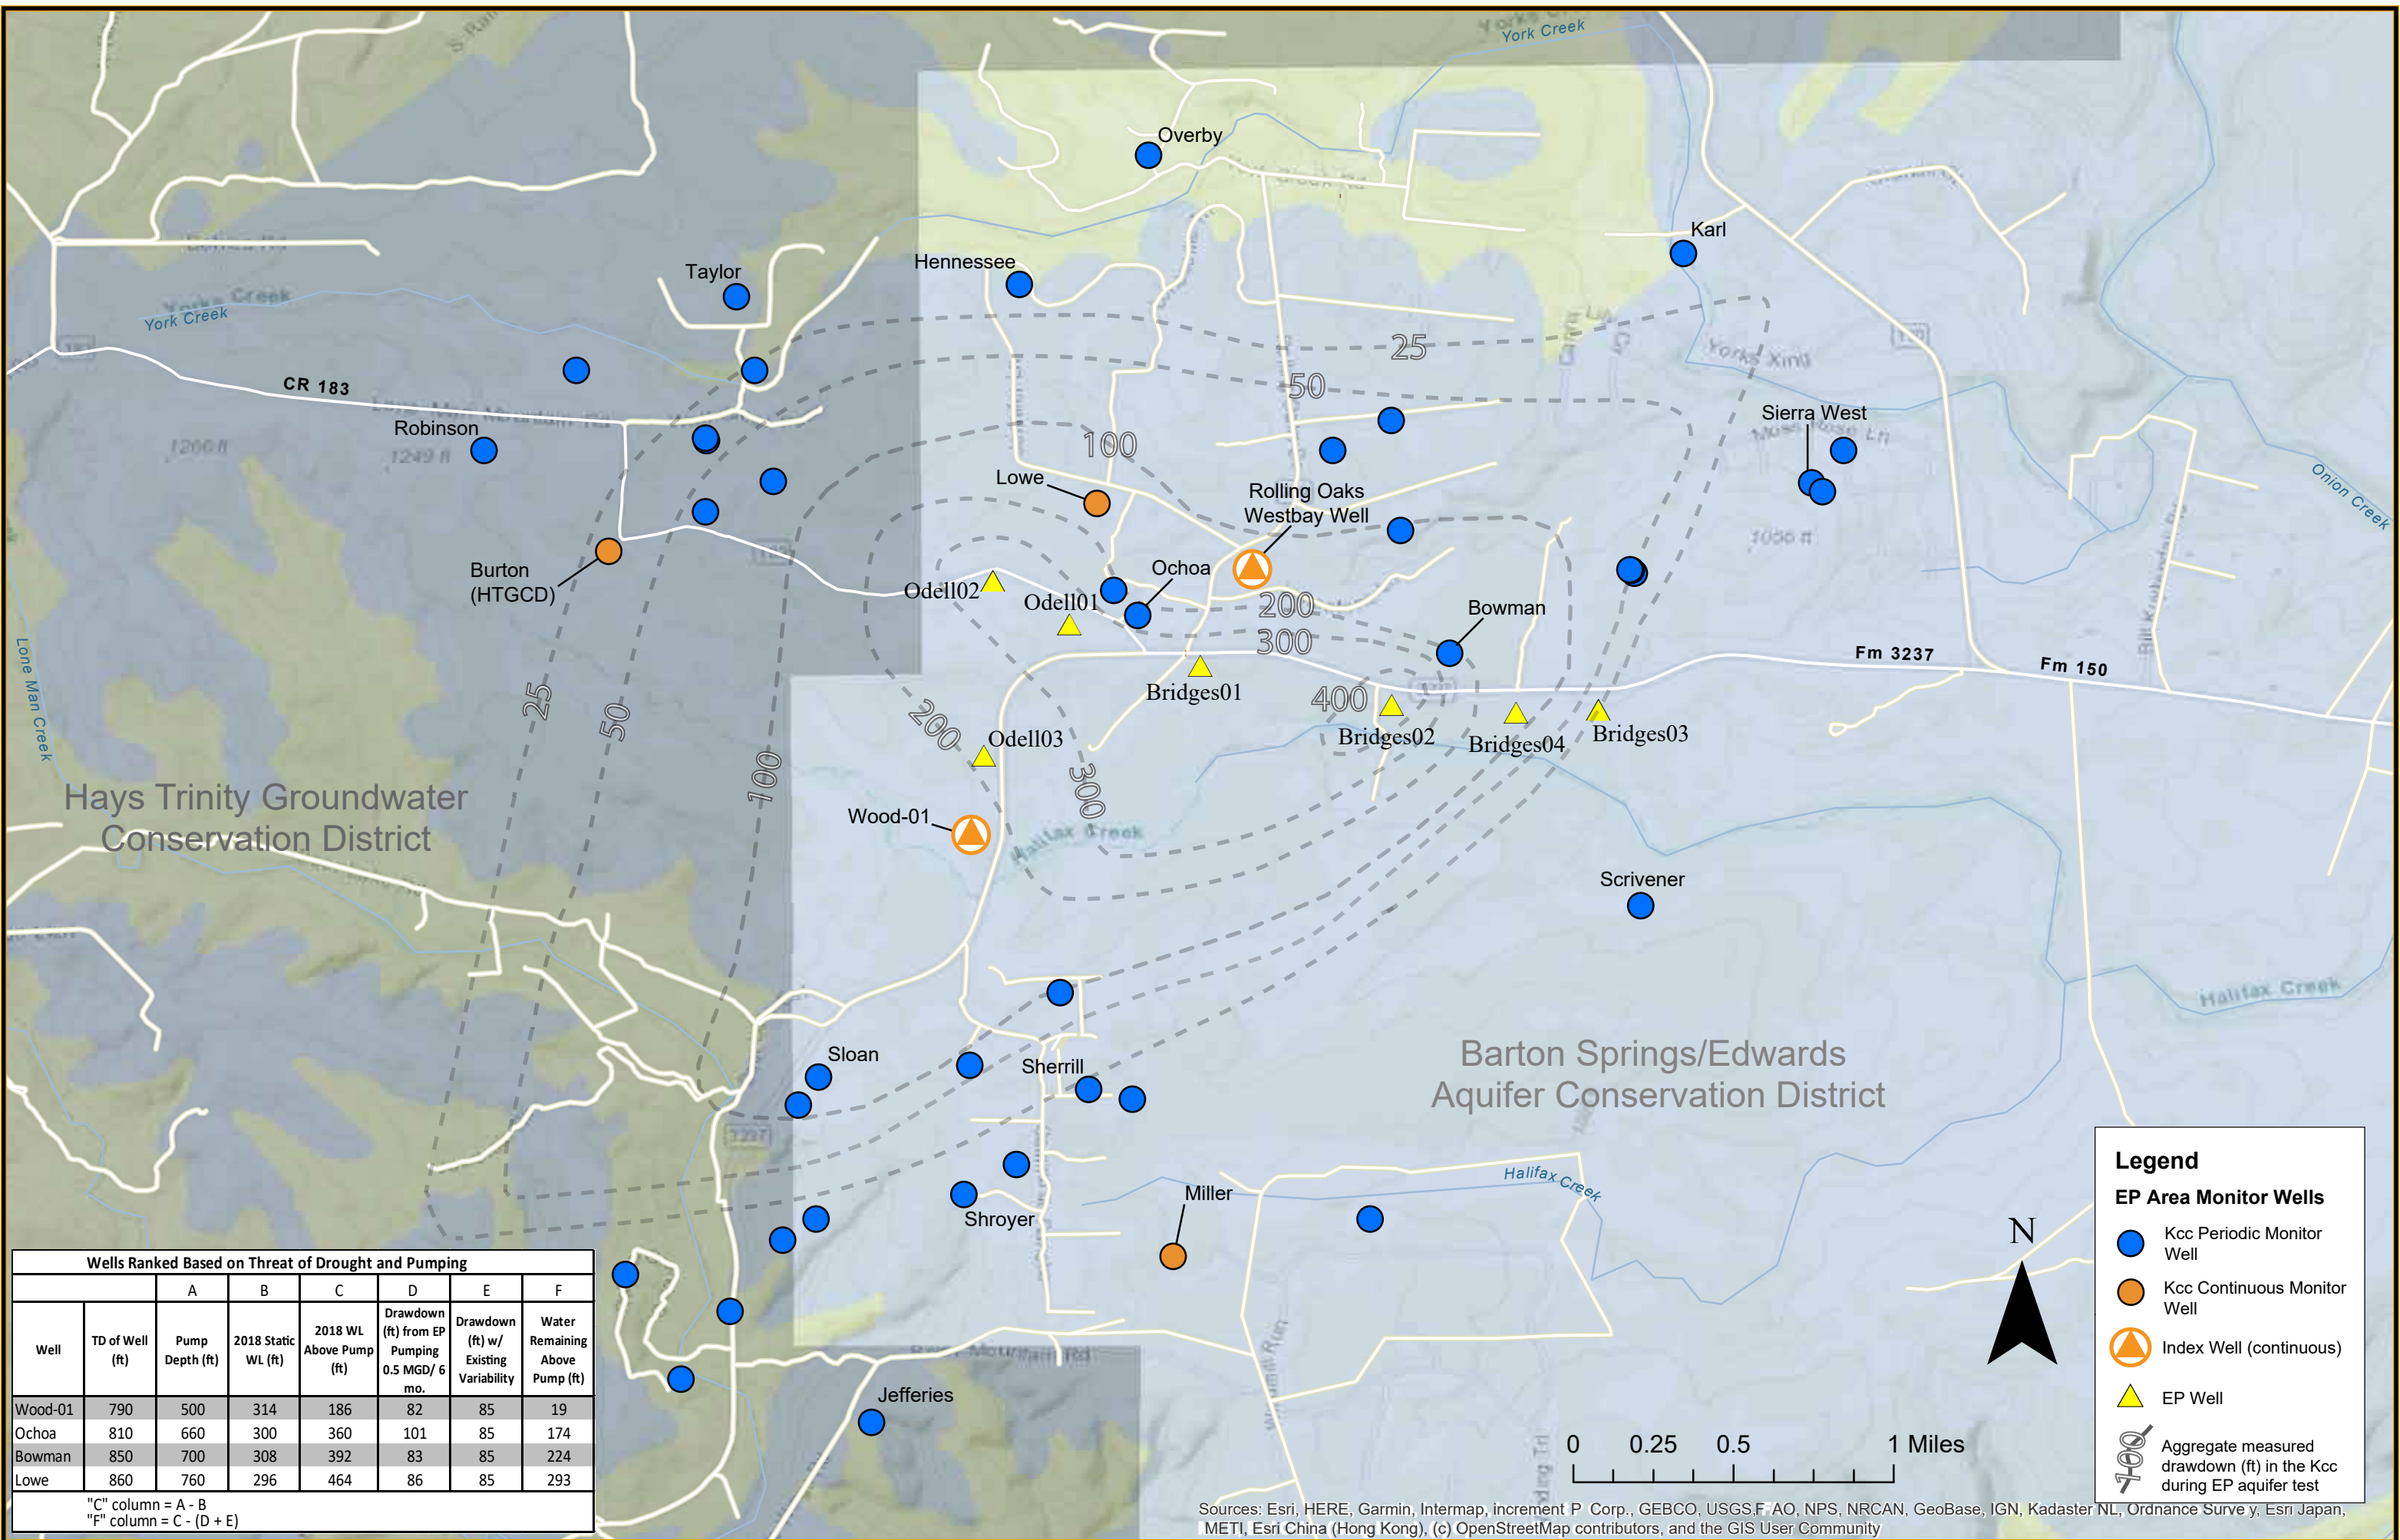 York Creek
Overby
Karl
Hennessee
Taylor
York Creek
25
CR 183
50
Sierra West
Robinson
100
Lowe
Rolling Oaks
Westbay Well
Onion Creek
Burton
(HTGCD)
Ochoa
Odell02
Odell01
200
Bowman
300
Lone Man Creek
Fm 3237
Fm 150
Bridges01
25
50
400
200
Bridges02
Bridges04
Bridges03
Odell03
100
300
Hays Trinity Groundwater
Conservation District
Wood-01
Halifax Creek
Scrivener
Halifax Creek
Sloan
Sherrill
Barton Springs/Edwards
Aquifer Conservation District
Halifax Creek
Miller
Shroyer
Jefferies
N
0 0.25 0.5 1 Miles
Legend
EP Area Monitor Wells
Kcc Periodic Monitor
Well
Kcc Continuous Monitor
Well
Index Well (continuous)
EP Well
100
Aggregate measured
drawdown (ft) in the Kcc
during EP aquifer test
Wells Ranked Based on Threat of Drought and Pumping
A B C D E F
Well TD of Well (ft) Pump Depth (ft) 2018 Static WL (ft) 2018 WL Above Pump (ft) Drawdown (ft) from EP Pumping 0.5 MGD/ 6 mo. Drawdown (ft) w/ Existing Variability Water Remaining Above Pump (ft)
Wood-01 790 500 314 186 82 85 19
Ochoa 810 660 300 360 101 85 174
Bowman 850 700 308 392 83 85 224
Lowe 860 760 296 464 86 85 293
"C" column = A - B
"F" column = C - (D + E)
Sources: Esri, HERE, Garmin, Intermap, increment P Corp., GEBCO, USGS,F AO, NPS, NRCAN, GeoBase, IGN, Kadaster NL, Ordnance Surve y, Esri Japan,
METI, Esri China (Hong Kong), (c) OpenStreetMap contributors, and the GIS User Community